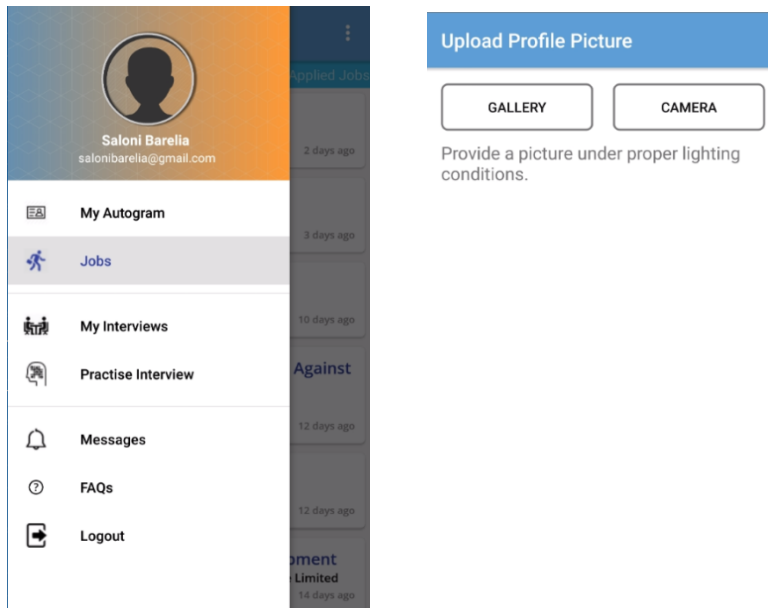 Applied Jobs
Saloni Barelia
salonibarelia@gmail.com
2 days ago
My Autogram
3 days ago
Jobs
10 days ago
My Interviews
Against
Practise Interview
12 days ago
Messages
FAQs
12 days ago
Logout
pment
Limited
14 days ago
Upload Profile Picture
GALLERY
CAMERA
Provide a picture under proper lighting
conditions.